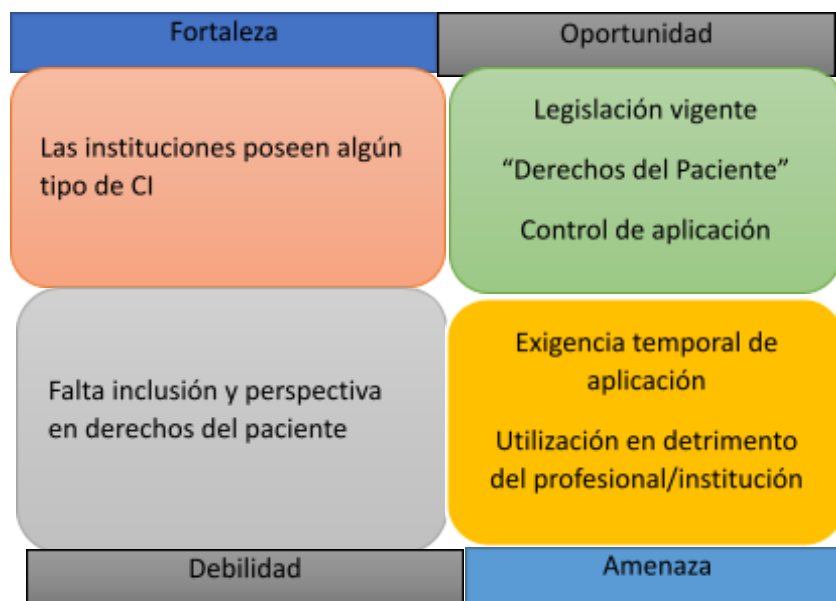 Fortaleza
Oportunidad
Las instituciones poseen algún
tipo de CI
Legislación vigente
“Derechos del Paciente”
Control de aplicación
Falta inclusión y perspectiva
en derechos del paciente
Exigencia temporal de
aplicación
Utilización en detrimento
del profesional/institución
Debilidad
Amenaza